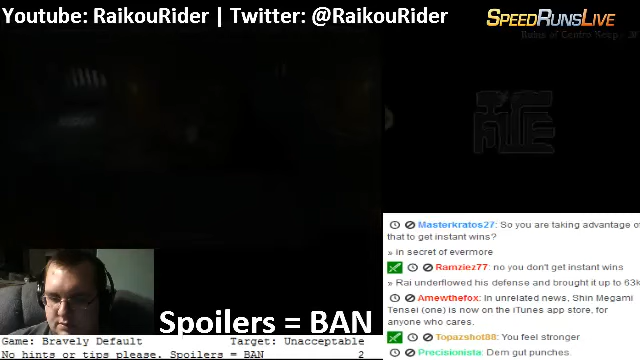 Youtube: RaikouRider | Twitter: @RaikouRider
SPEEDRUNSLIVE
Ruins of Centro Keep
Masterkratos27: So you are taking advantage of
that to get instant wins?
» in secret of evermore
Ramziez77: no you don't get instant wins
» Rai underflowed his defense and brought it up to 63k
Amewthefox: In unrelated news, Shin Megami
Tensei (one) is now on the iTunes app store, for
anyone who cares.
Topazshot88: You feel stronger
Precisionista: Dem gut punches.
Spoilers = BAN
Game: Bravely Default Target: Unacceptable
No hints or tips please. Spoilers = BAN 2